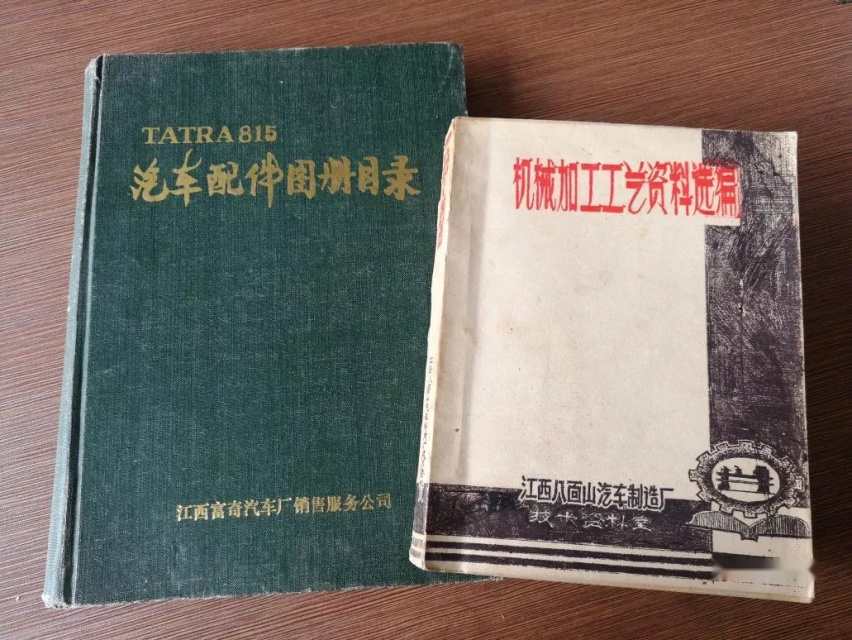 TATRA 815
汽车配件图册目录
江西富奇汽车厂销售服务公司
机械加工工艺资料选编
江西八面山汽车制造厂
技术资料室